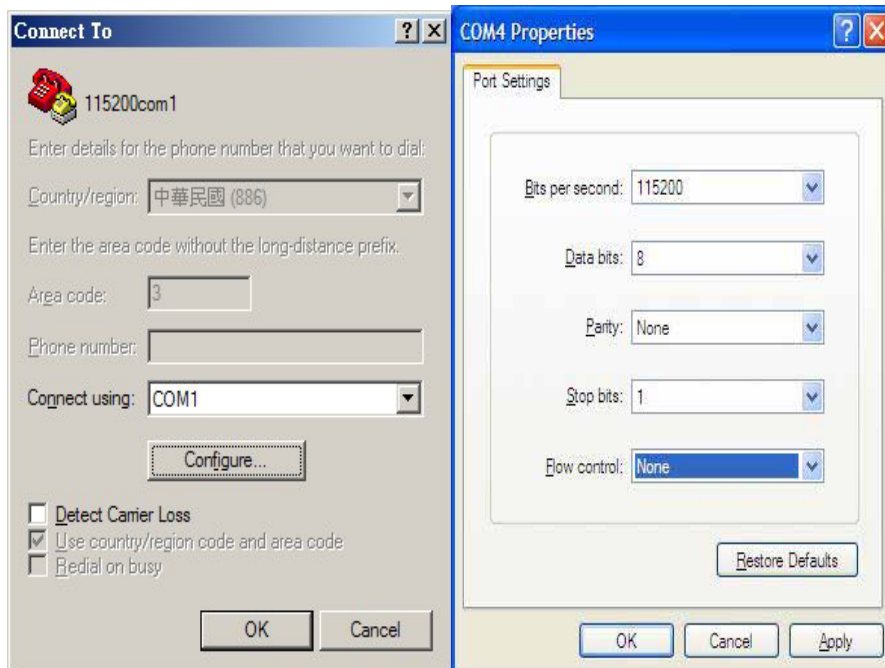 Connect To
115200com1
Enter details for the phone number that you want to dial:
Country/region: 中華民國 (886)
Enter the area code without the long-distance prefix.
Area code: 3
Phone number:
Connect using: COM1
Configure...
Detect Carrier Loss
Use country/region code and area code
Redial on busy
OK Cancel
COM4 Properties
Port Settings
Bits per second: 115200
Data bits: 8
Parity: None
Stop bits: 1
Flow control: None
Restore Defaults
OK Cancel Apply